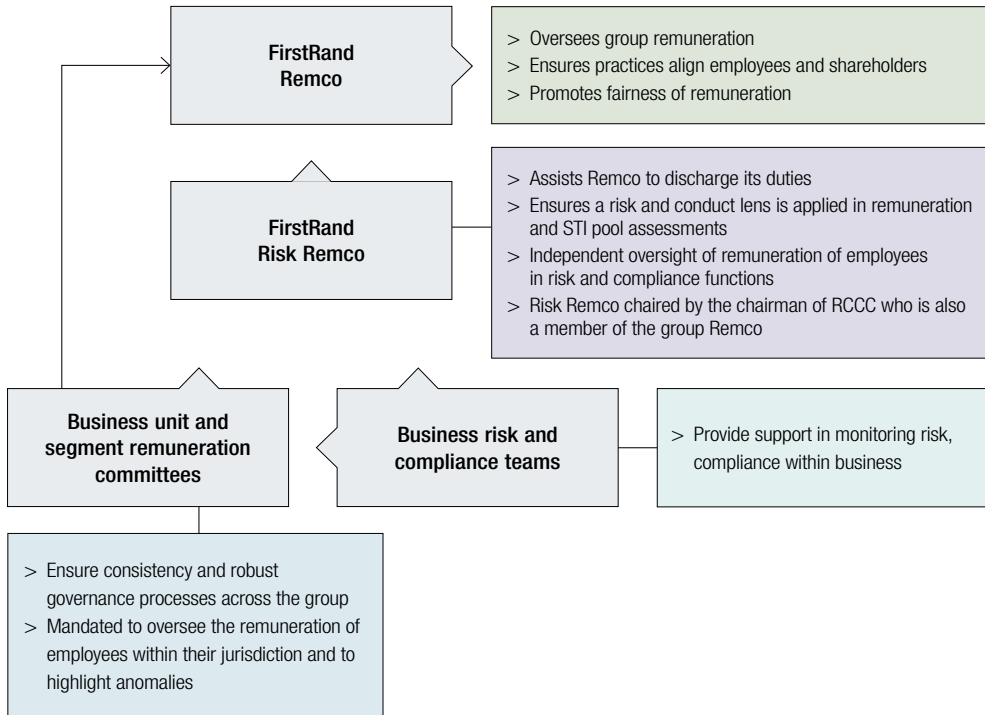 FirstRand
Remco
> Oversees group remuneration
> Ensures practices align employees and shareholders
> Promotes fairness of remuneration
FirstRand
Risk Remco
> Assists Remco to discharge its duties
> Ensures a risk and conduct lens is applied in remuneration
and STI pool assessments
> Independent oversight of remuneration of employees
in risk and compliance functions
> Risk Remco chaired by the chairman of RCCC who is also
a member of the group Remco
Business unit and
segment remuneration
committees
Business risk and
compliance teams
> Provide support in monitoring risk,
compliance within business
> Ensure consistency and robust
governance processes across the group
> Mandated to oversee the remuneration of
employees within their jurisdiction and to
highlight anomalies